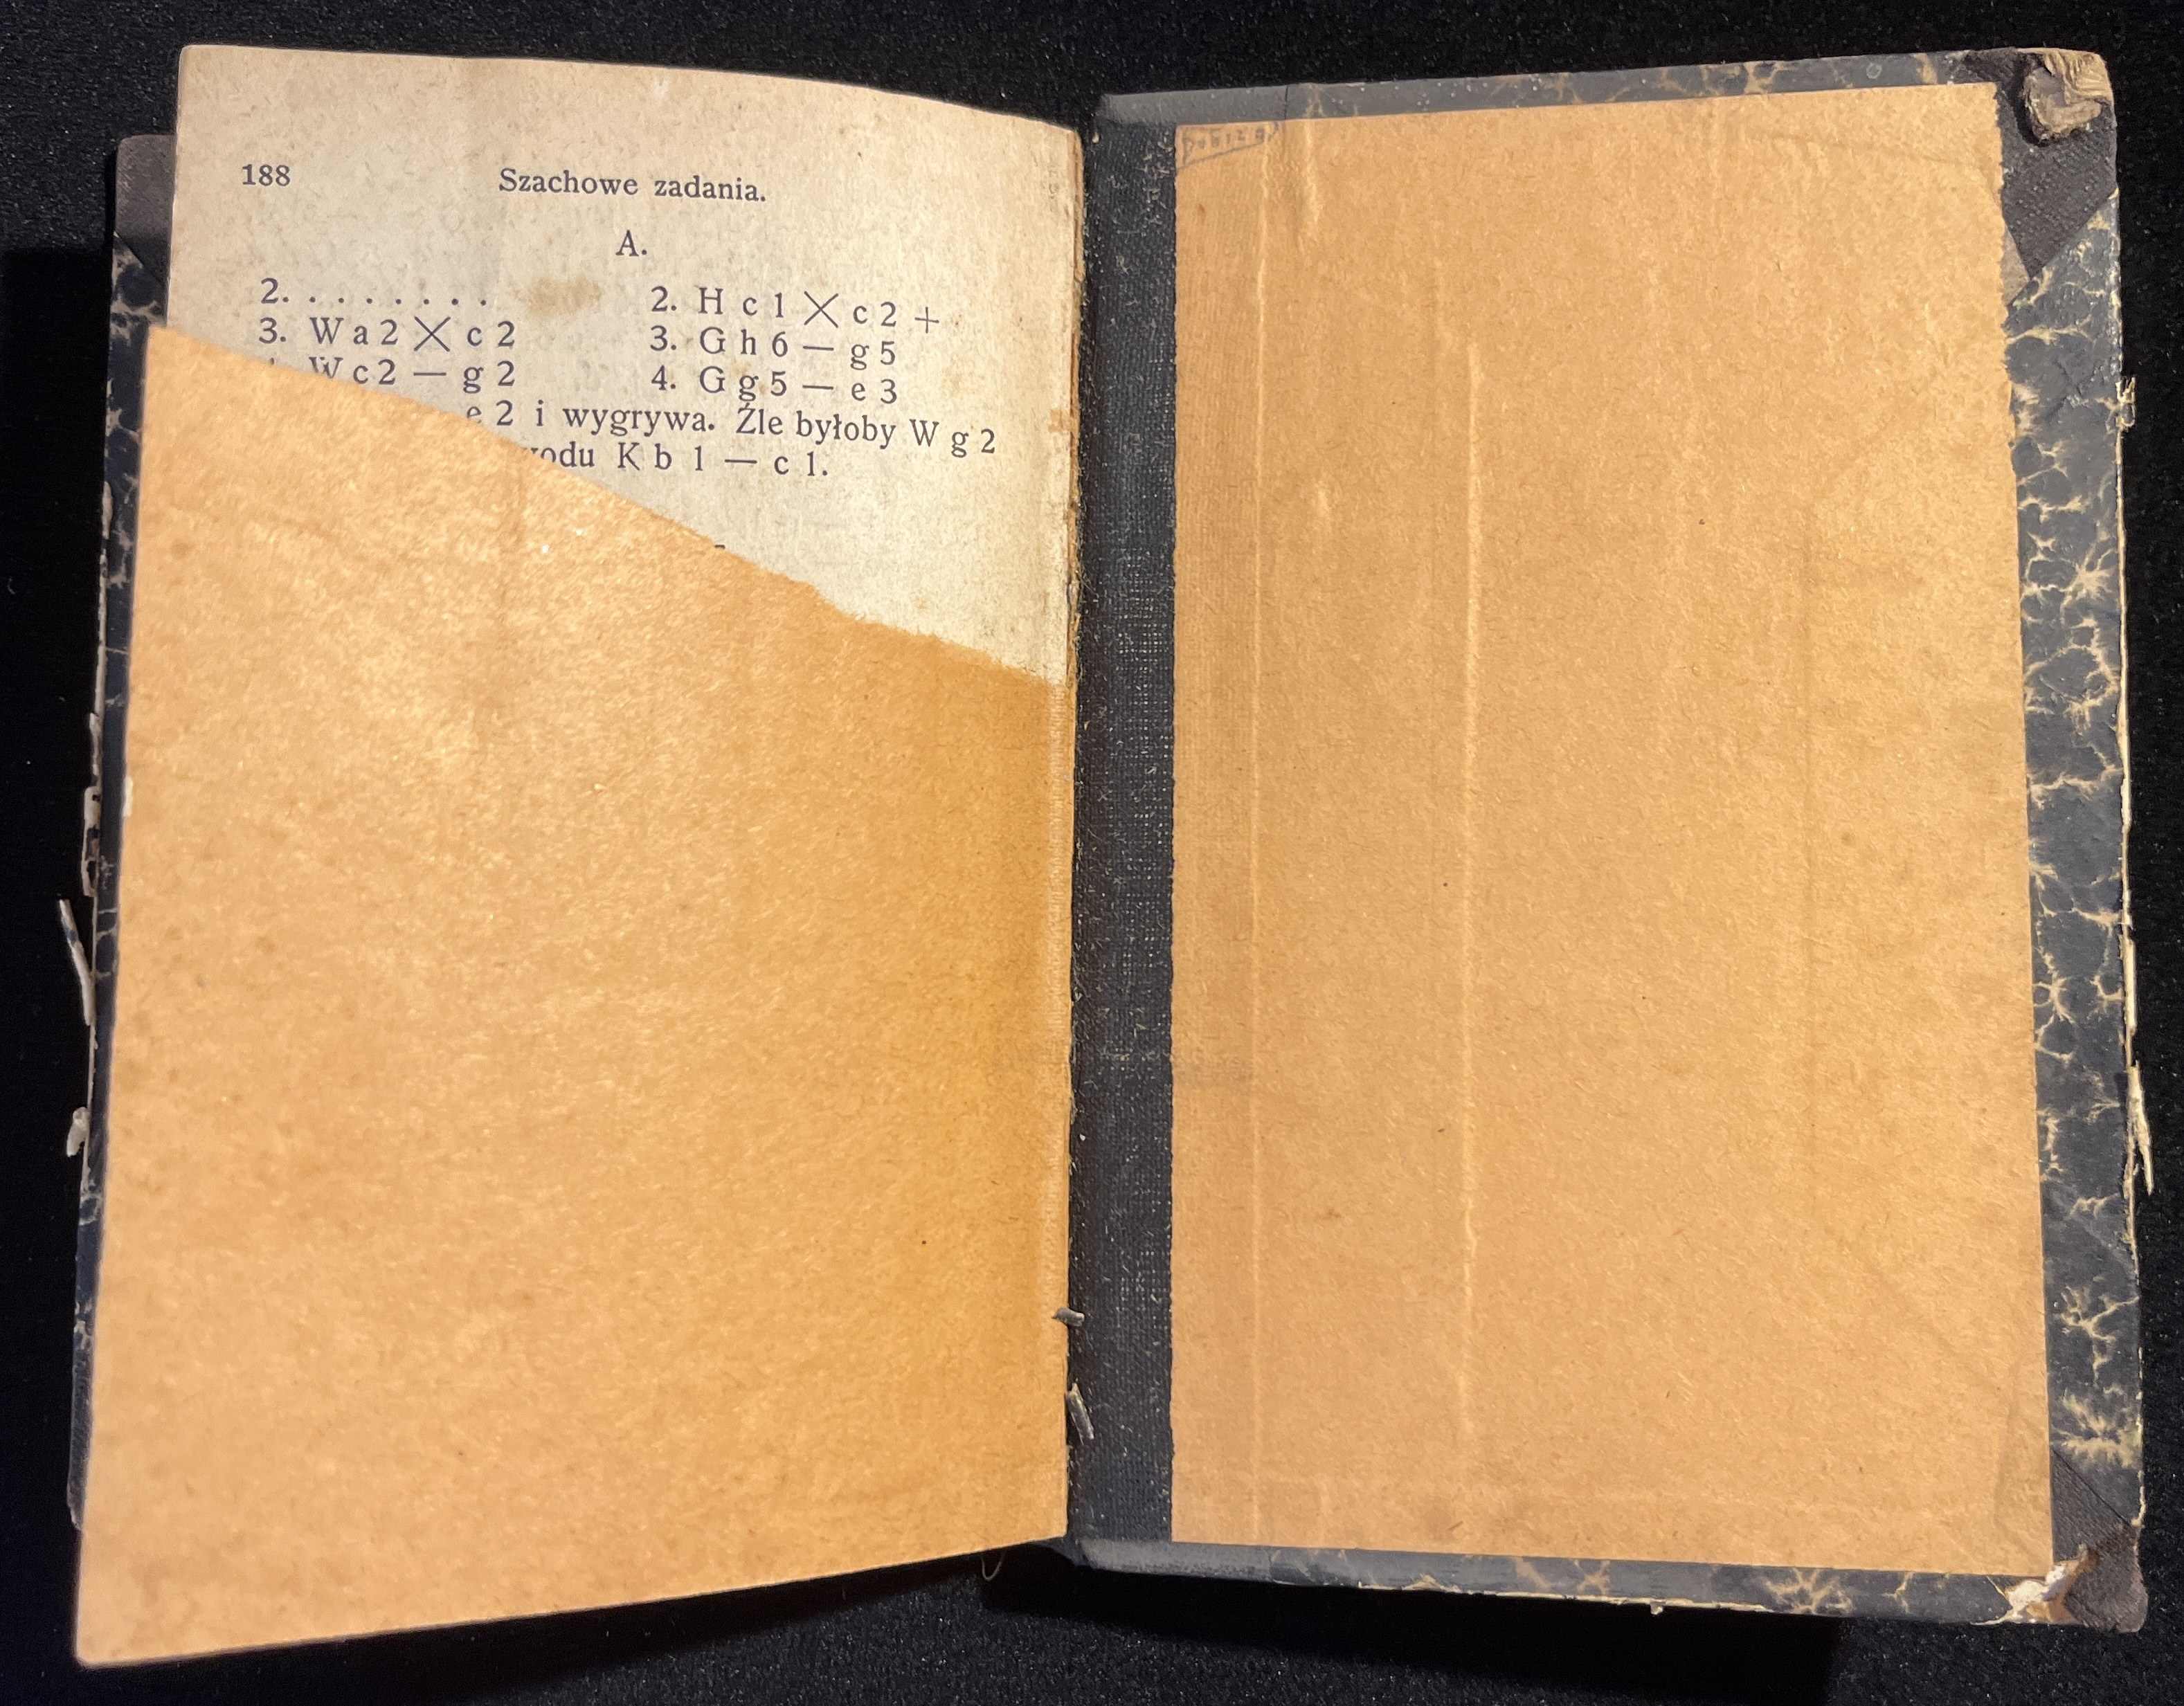 188
Szachowe zadania.
A.
2. . . . . . . . . 2. H c 1 X c 2 +
3. W a 2 X c 2 3. G h 6 — g 5
W c 2 — g 2 4. G g 5 — e 3
e 2 i wygrywa. Źle byłoby W g 2
K b 1 — c 1.